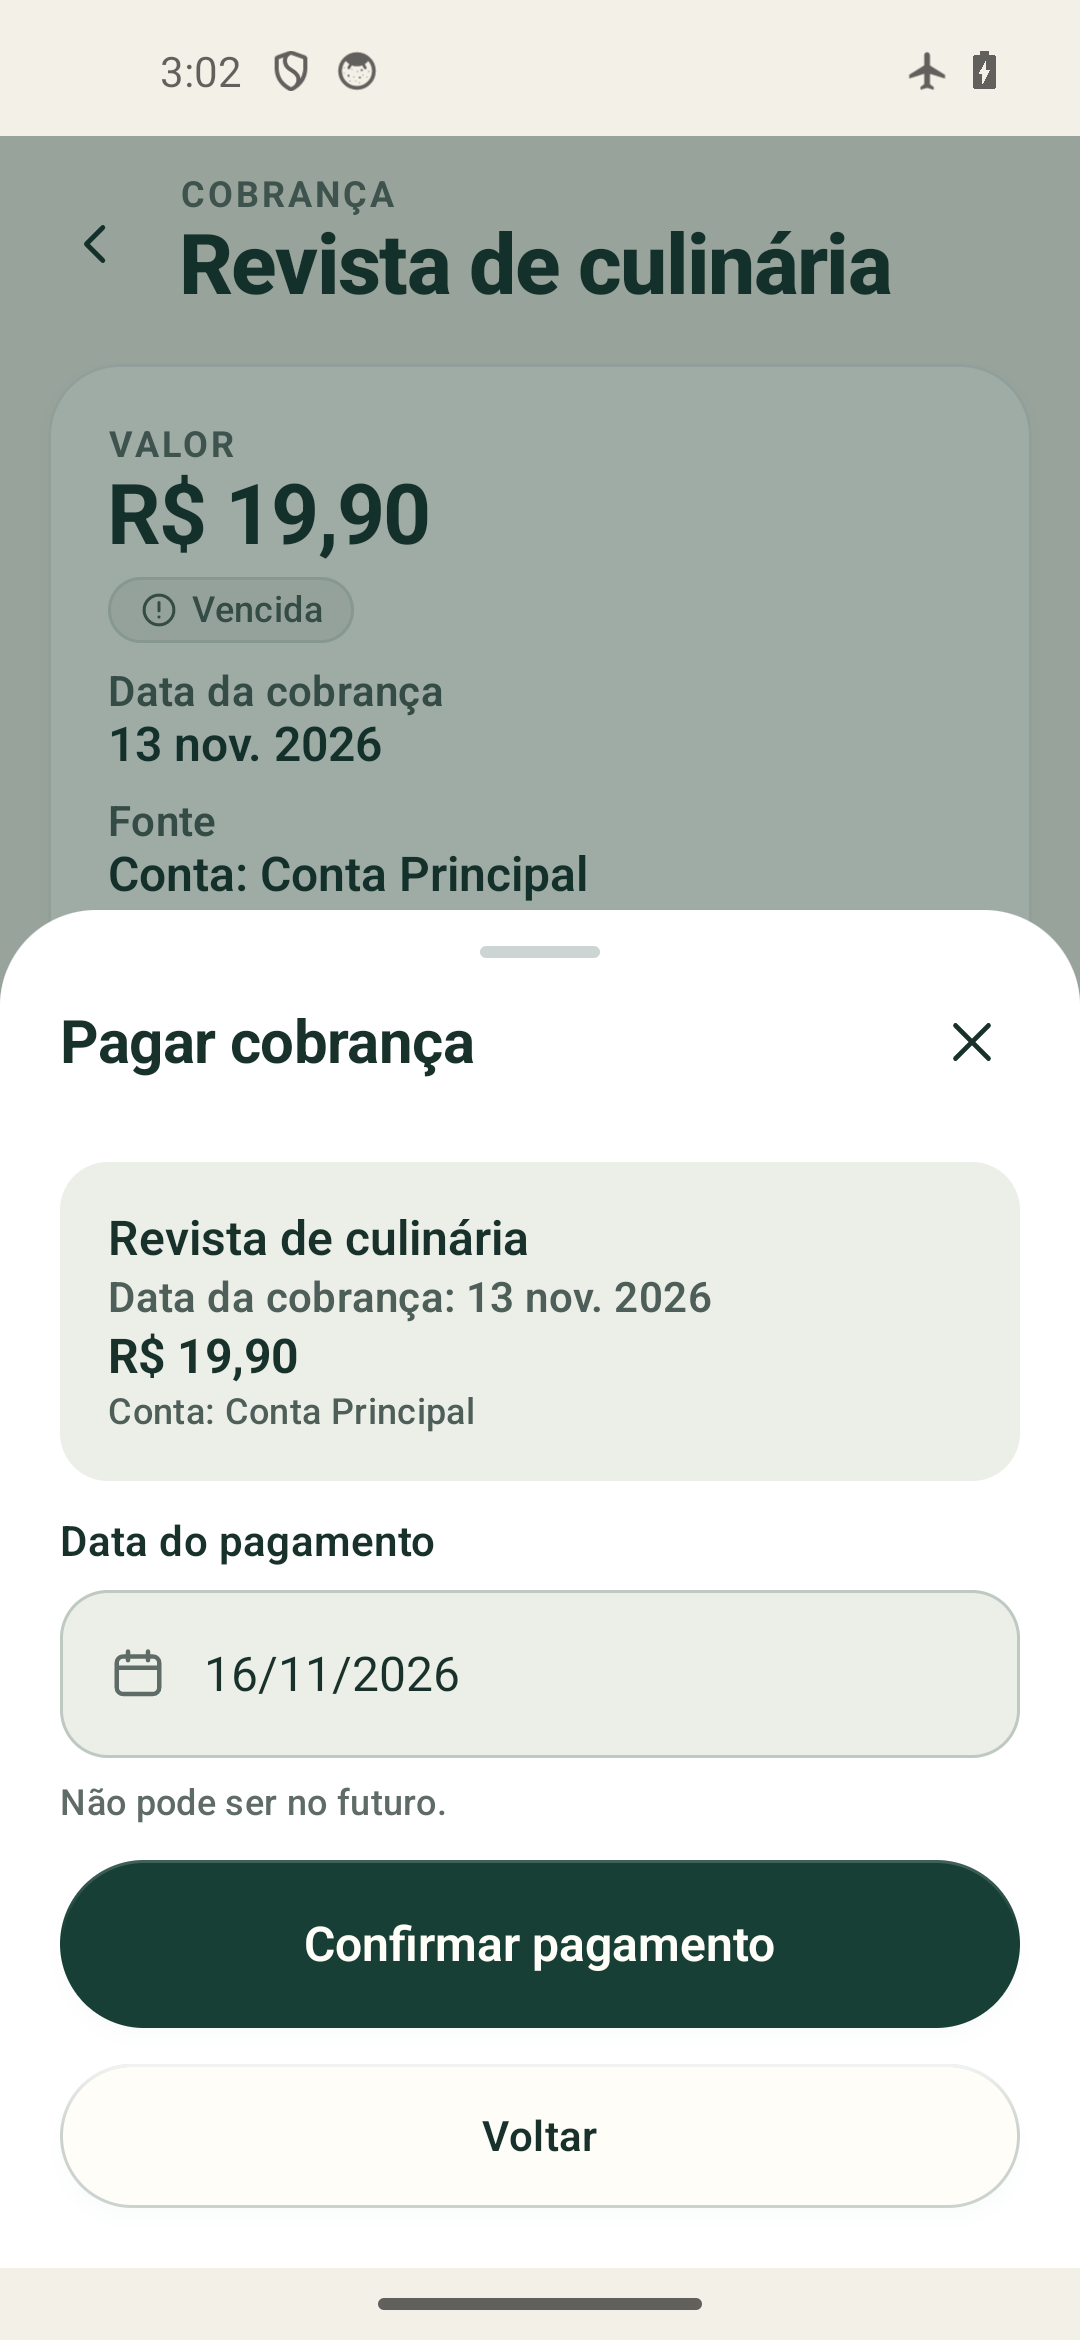 3:02
COBRANÇA
Revista de culinária
VALOR
R$ 19,90
Vencida
Data da cobrança
13 nov. 2026
Fonte
Conta: Conta Principal
Pagar cobrança
Revista de culinária
Data da cobrança: 13 nov. 2026
R$ 19,90
Conta: Conta Principal
Data do pagamento
16/11/2026
Não pode ser no futuro.
Confirmar pagamento
Voltar